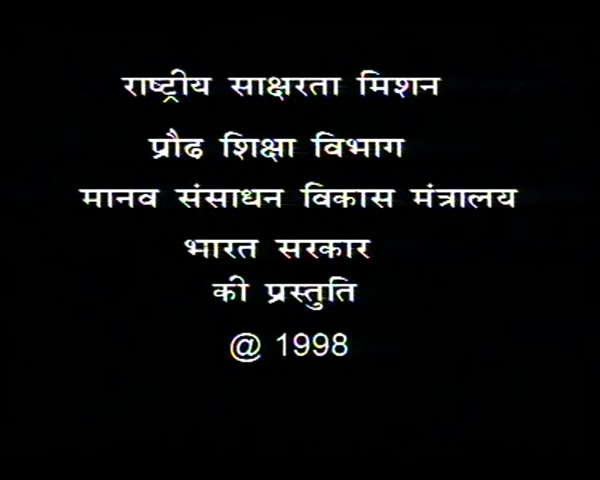 राष्ट्रीय साक्षरता मिशन
प्रौढ शिक्षा विभाग
मानव संसाधन विकास मंत्रालय
भारत सरकार
की प्रस्तुति
@ 1998